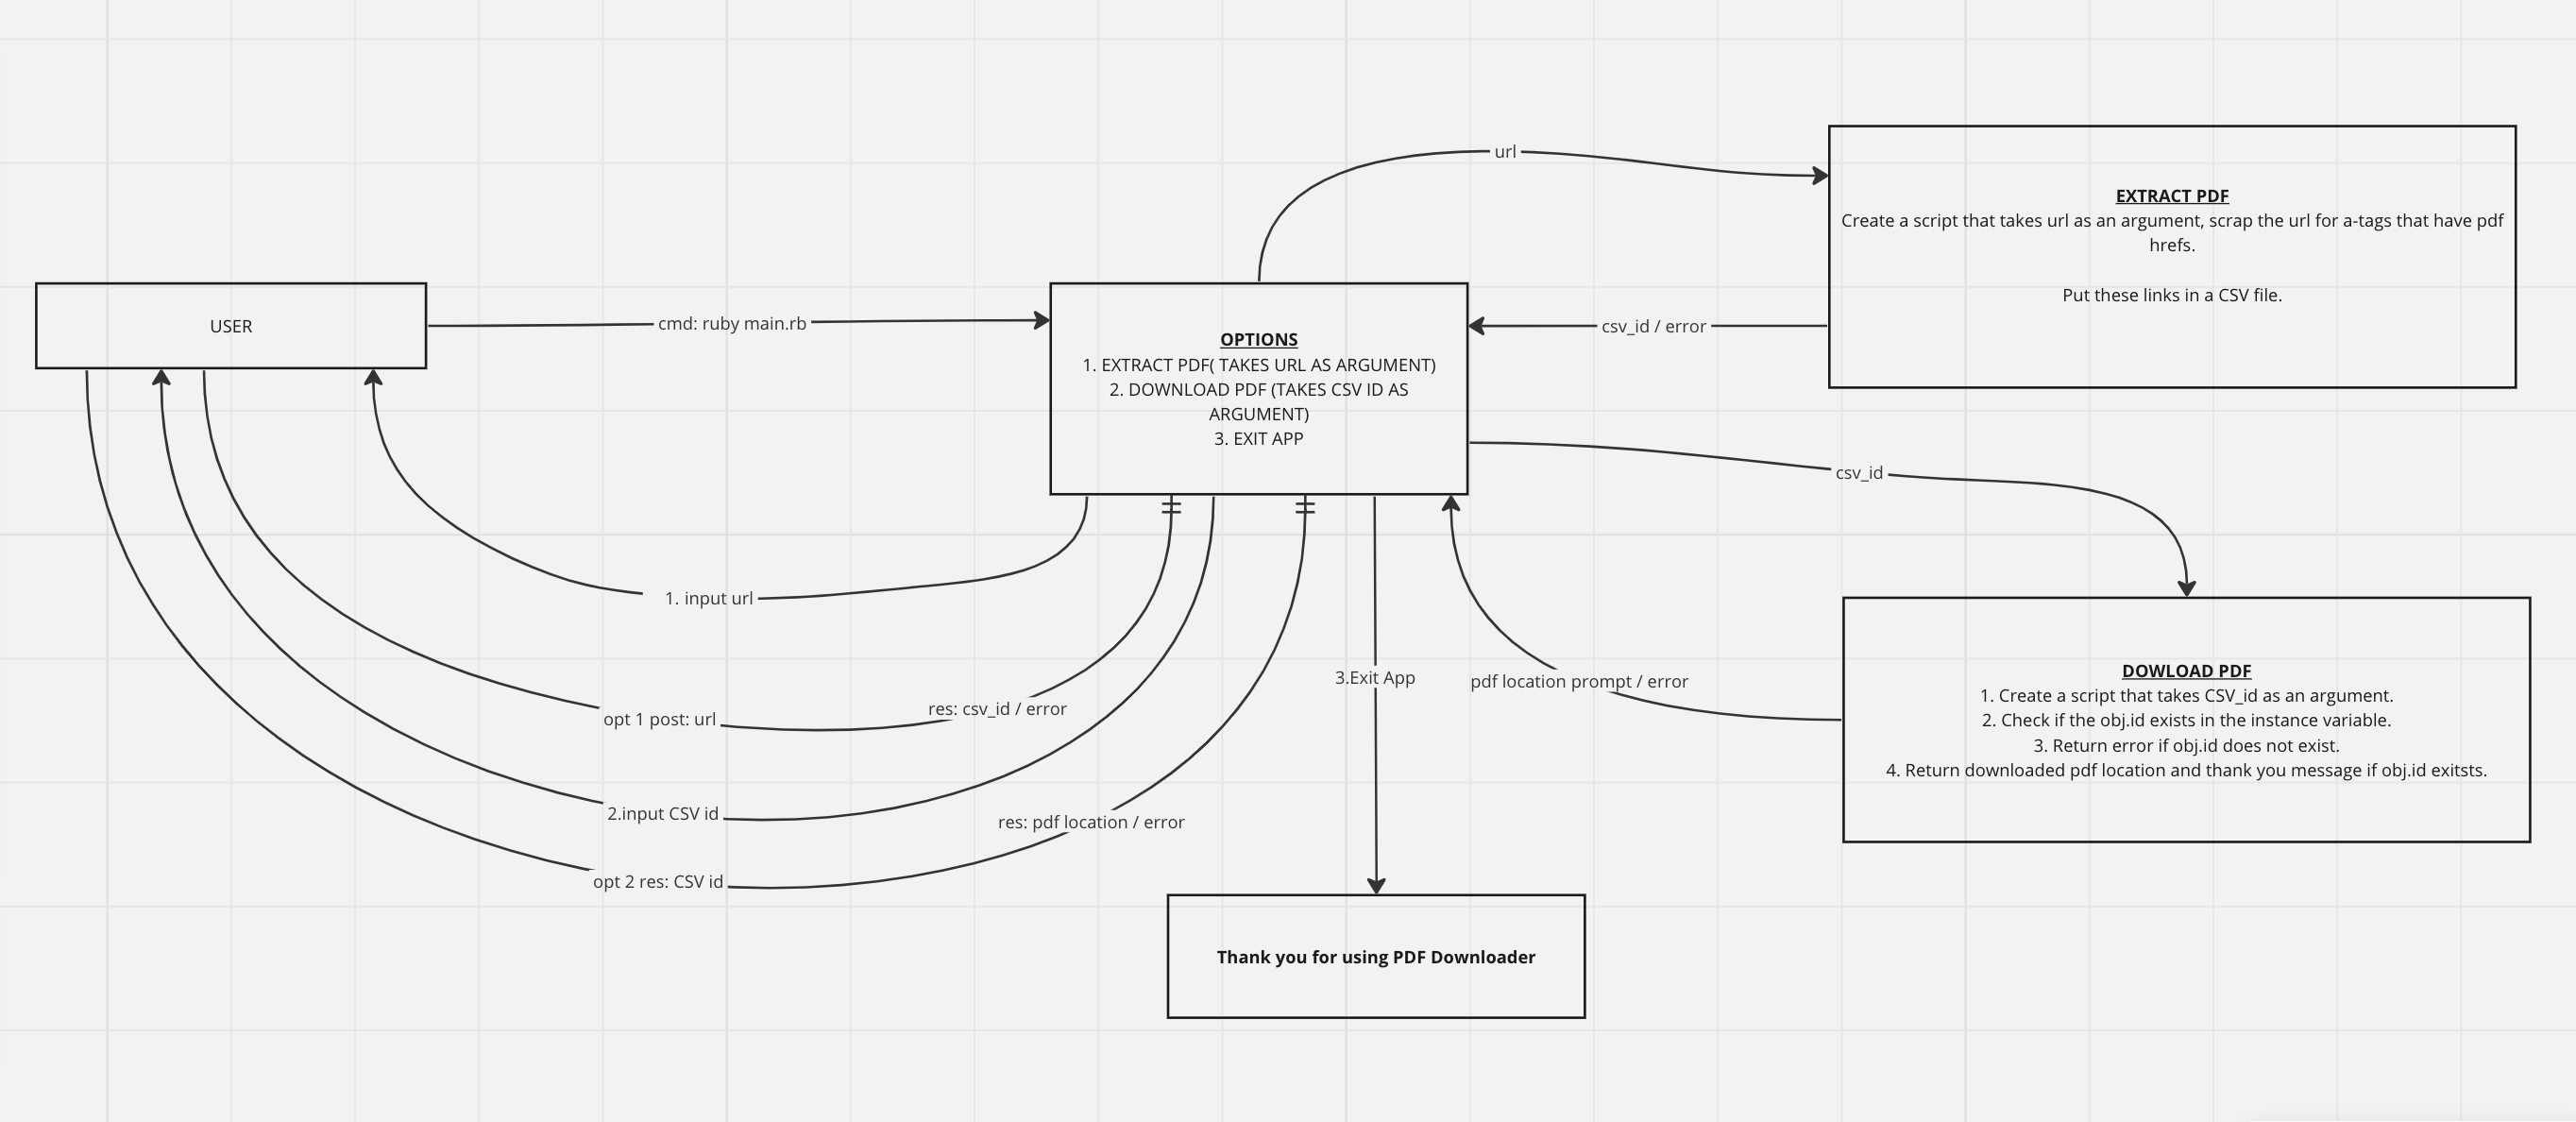 url
EXTRACT PDF
Create a script that takes url as an argument, scrap the url for a-tags that have pdf
hrefs.
Put these links in a CSV file.
USER
cmd: ruby main.rb
OPTIONS
1. EXTRACT PDF( TAKES URL AS ARGUMENT)
2. DOWNLOAD PDF (TAKES CSV ID AS
ARGUMENT)
3. EXIT APP
csv_id / error
csv_id
1. input url
opt 1 post: url
res: csv_id / error
3.Exit App
pdf location prompt / error
DOWLOAD PDF
1. Create a script that takes CSV_id as an argument.
2. Check if the obj.id exists in the instance variable.
3. Return error if obj.id does not exist.
4. Return downloaded pdf location and thank you message if obj.id exitsts.
2.input CSV id
res: pdf location / error
opt 2 res: CSV id
Thank you for using PDF Downloader